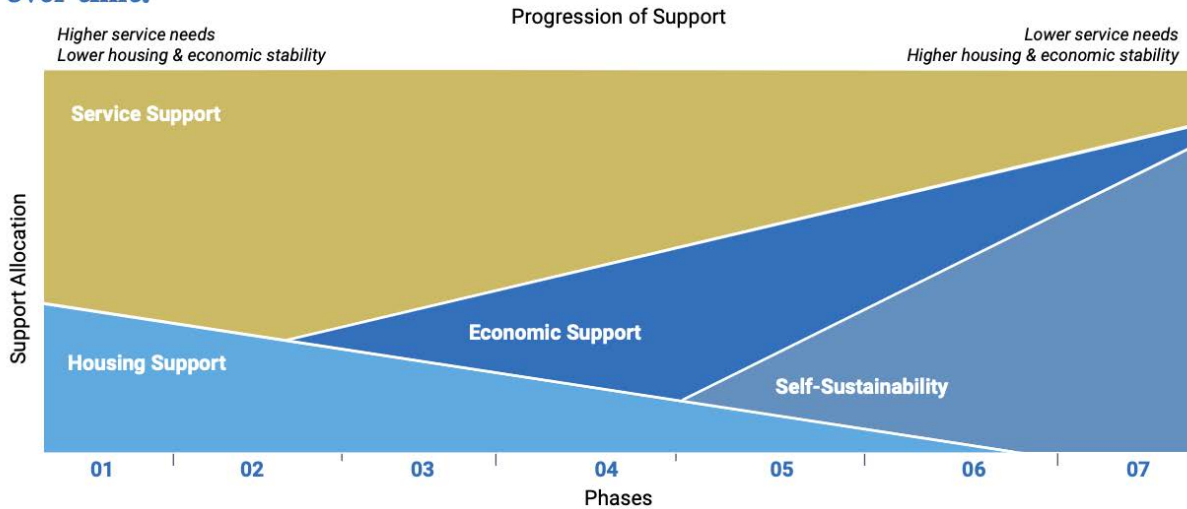 Progression of Support
Higher service needs
Lower housing & economic stability
Lower service needs
Higher housing & economic stability
Service Support
Support Allocation
Economic Support
Housing Support
Self-Sustainability
01 02 03 04 05 06 07
Phases